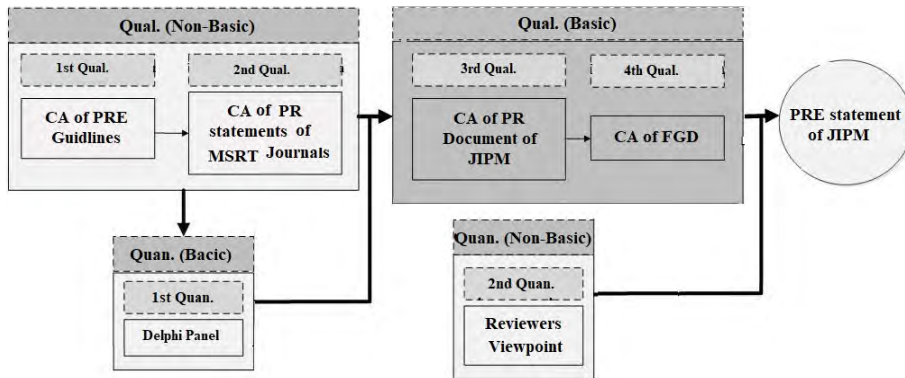 Qual. (Non-Basic)
1st Qual.
2nd Qual.
CA of PRE
Guidlines
CA of PR
statements of
MSRT Journals
Quan. (Bacic)
1st Quan.
Delphi Panel
Qual. (Basic)
3rd Qual.
4th Qual.
CA of PR
Document of
JIPM
CA of FGD
Quan. (Non-Basic)
2nd Quan.
Reviewers
Viewpoint
PRE statement
of JIPM